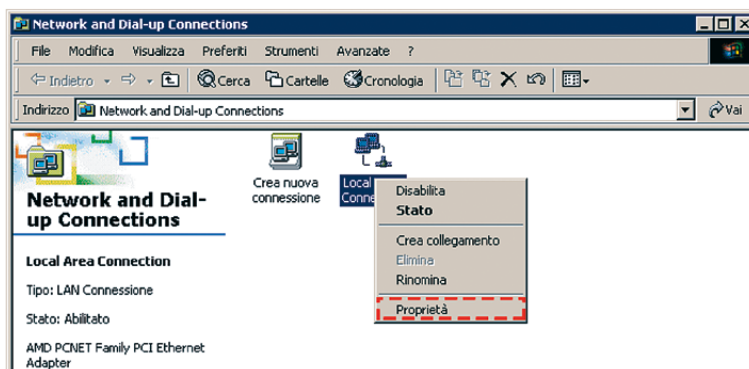 Network and Dial-up Connections
File Modifica Visualizza Preferiti Strumenti Avanzate ?
Indietro Cerca Cartelle Cronologia
Indirizzo Network and Dial-up Connections Vai
Network and Dial-
up Connections
Local Area Connection
Tipo: LAN Connessione
Stato: Abilitato
AMD PCNET Family PCI Ethernet
Adapter
Crea nuova
connessione
Local
Conne
Disabilita
Stato
Crea collegamento
Elimina
Rinomina
Proprietà